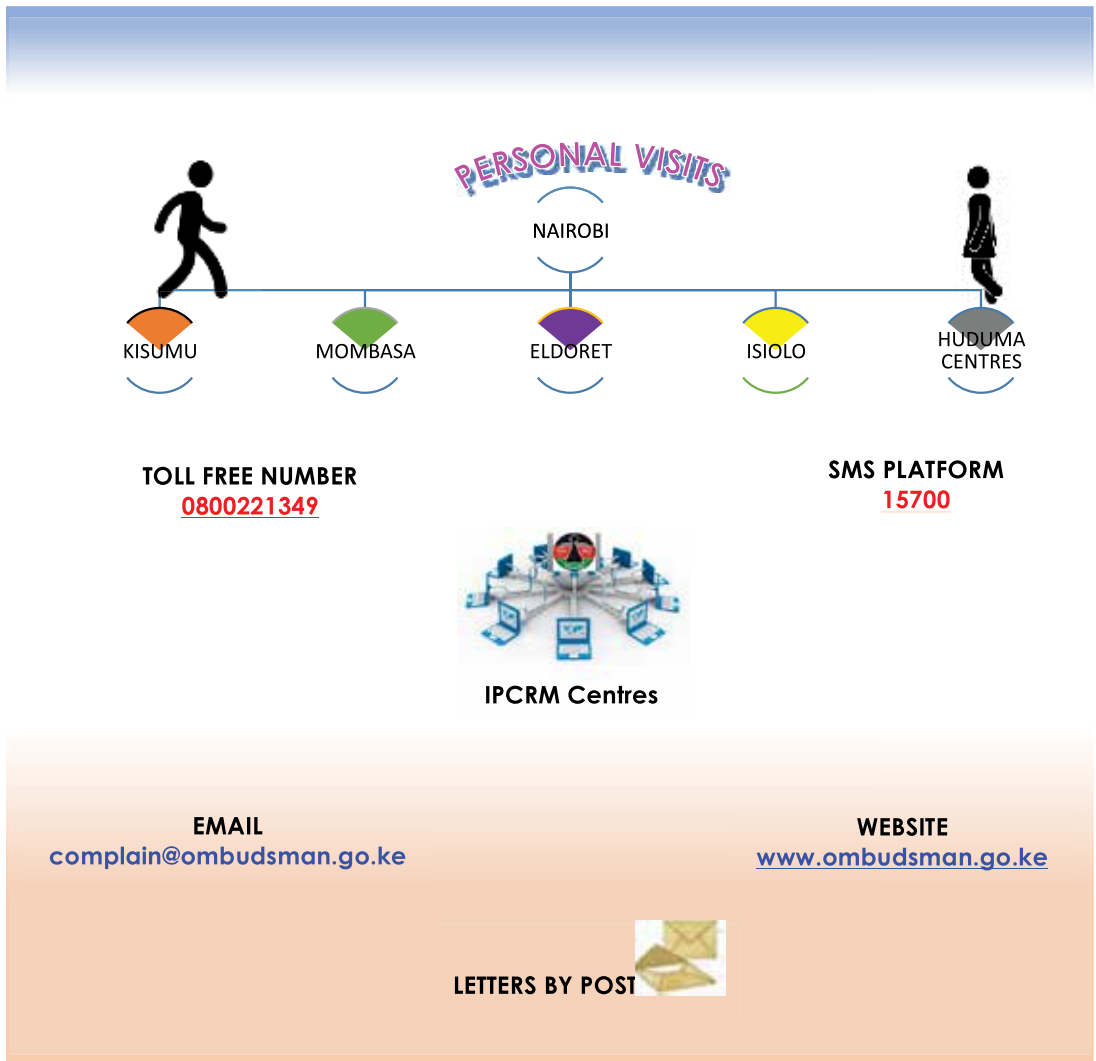 PERSONAL VISITS
NAIROBI
KISUMU
MOMBASA
ELDORET
ISIOLO
HUDUMA
CENTRES
TOLL FREE NUMBER
0800221349
SMS PLATFORM
15700
IPCRM Centres
EMAIL
complain@ombudsman.go.ke
WEBSITE
www.ombudsman.go.ke
LETTERS BY POST